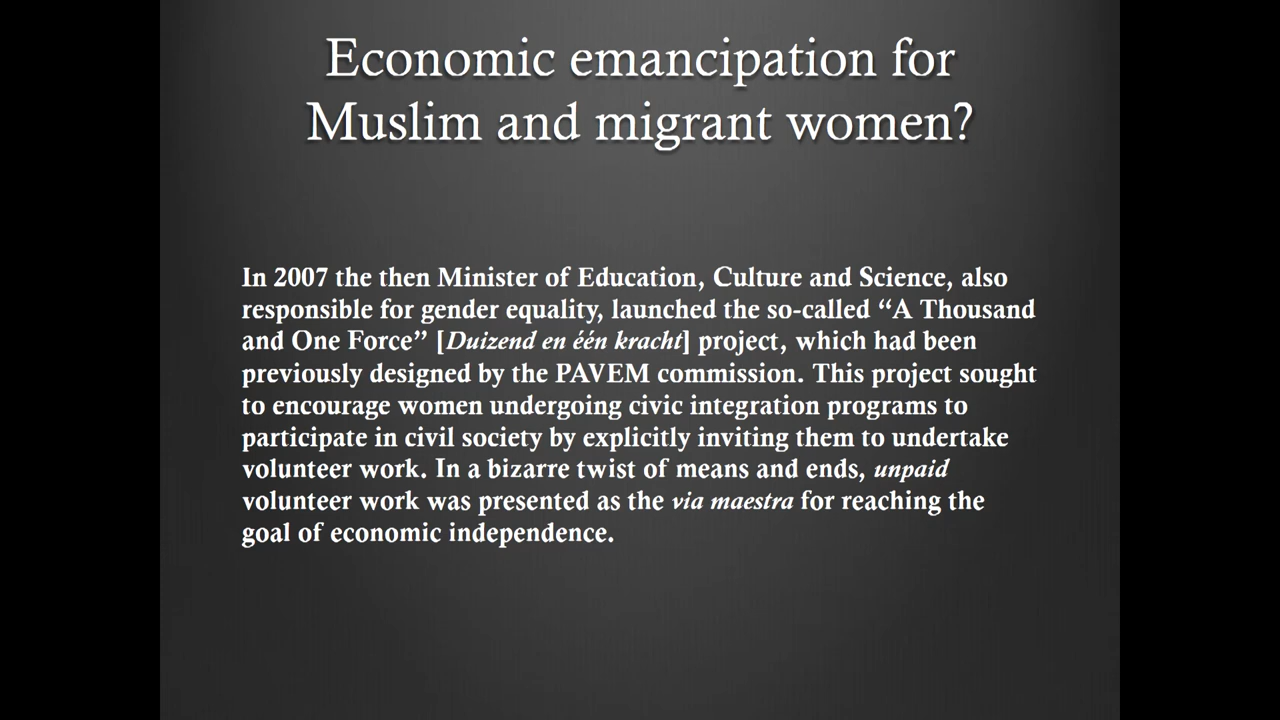 Economic emancipation for
Muslim and migrant women?
In 2007 the then Minister of Education, Culture and Science, also
responsible for gender equality, launched the so-called “A Thousand
and One Force” [Duizend en één kracht] project, which had been
previously designed by the PAVEM commission. This project sought
to encourage women undergoing civic integration programs to
participate in civil society by explicitly inviting them to undertake
volunteer work. In a bizarre twist of means and ends, unpaid
volunteer work was presented as the via maestra for reaching the
goal of economic independence.